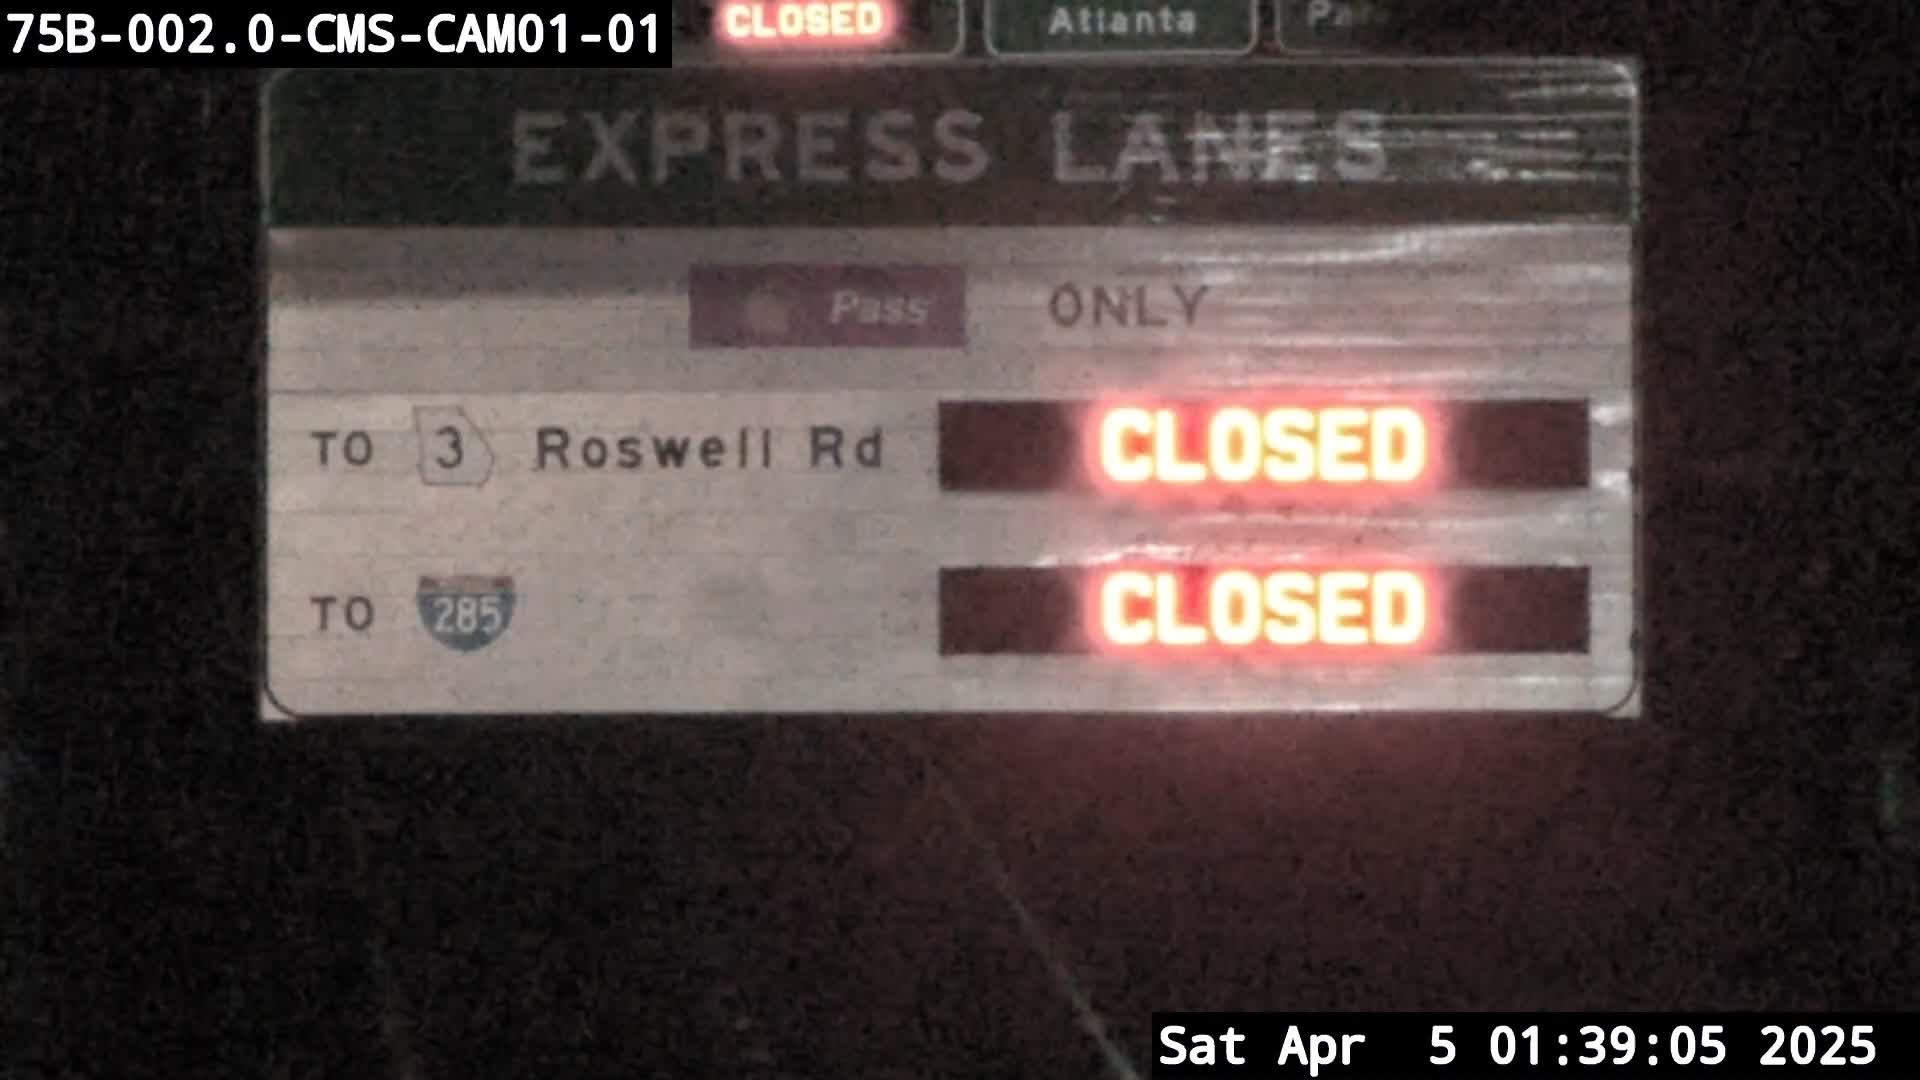 75B-002.0-CMS-CAM01-01
CLOSED
Atlanta
EXPRESS LANES
Pass ONLY
TO 3 Roswell Rd CLOSED
TO 285 CLOSED
Sat Apr 5 01:39:05 2025